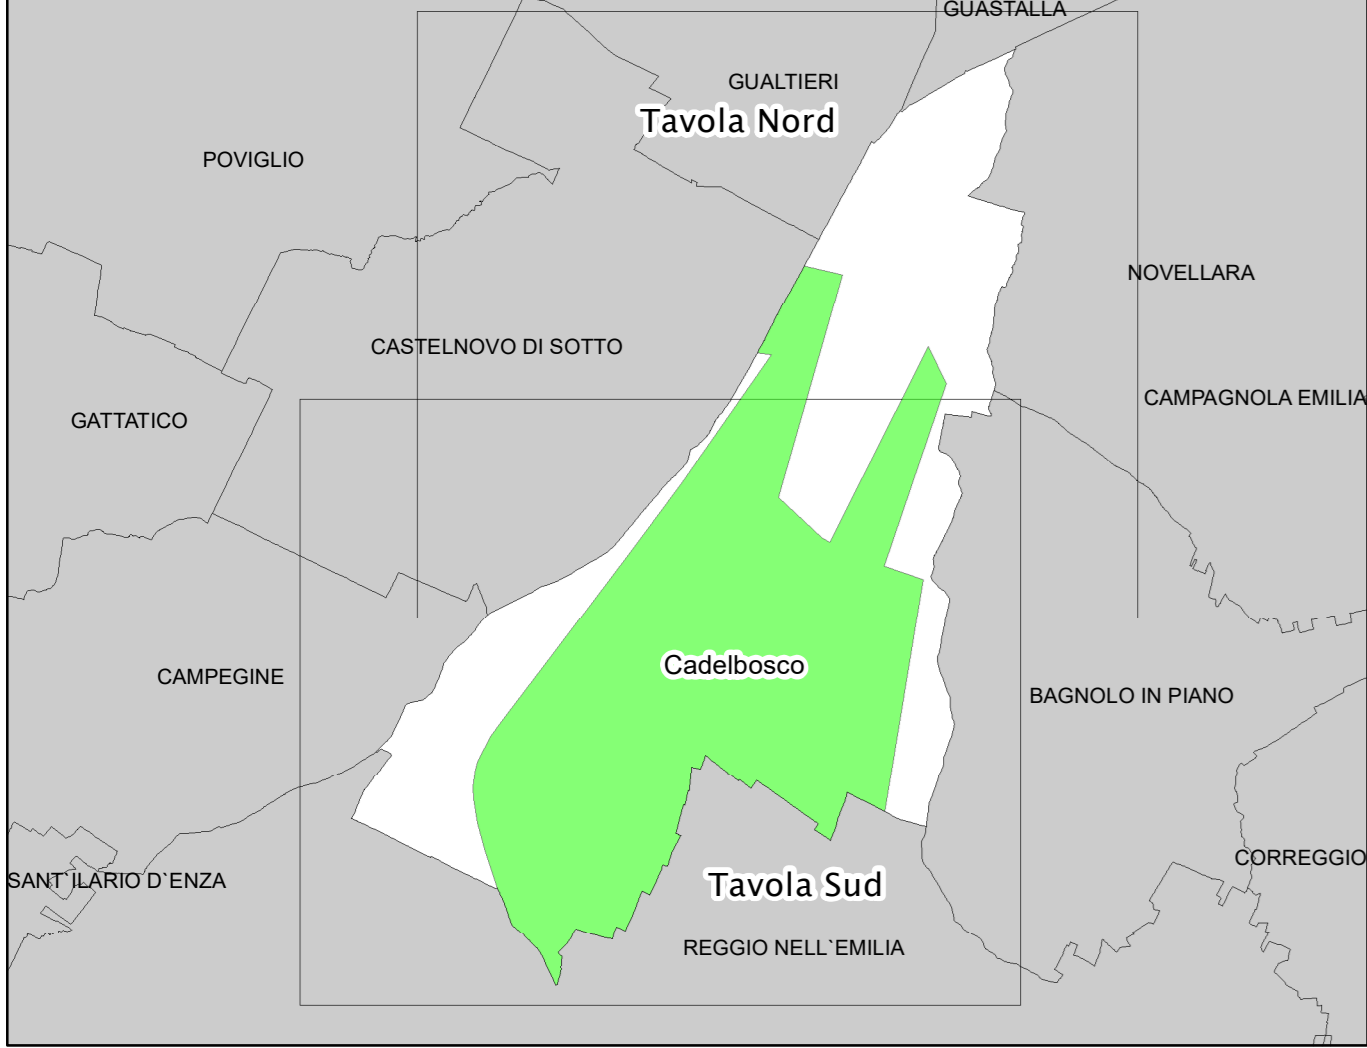 GUASTALLA
GUALTIERI
Tavola Nord
POVIGLIO
NOVELLARA
CASTELNOVO DI SOTTO
CAMPAGNOLA EMILIA
GATTATICO
Cadelbosco
CAMPEGINE
BAGNOLO IN PIANO
CORREGGIO
SANT`ILARIO D`ENZA
Tavola Sud
REGGIO NELL`EMILIA